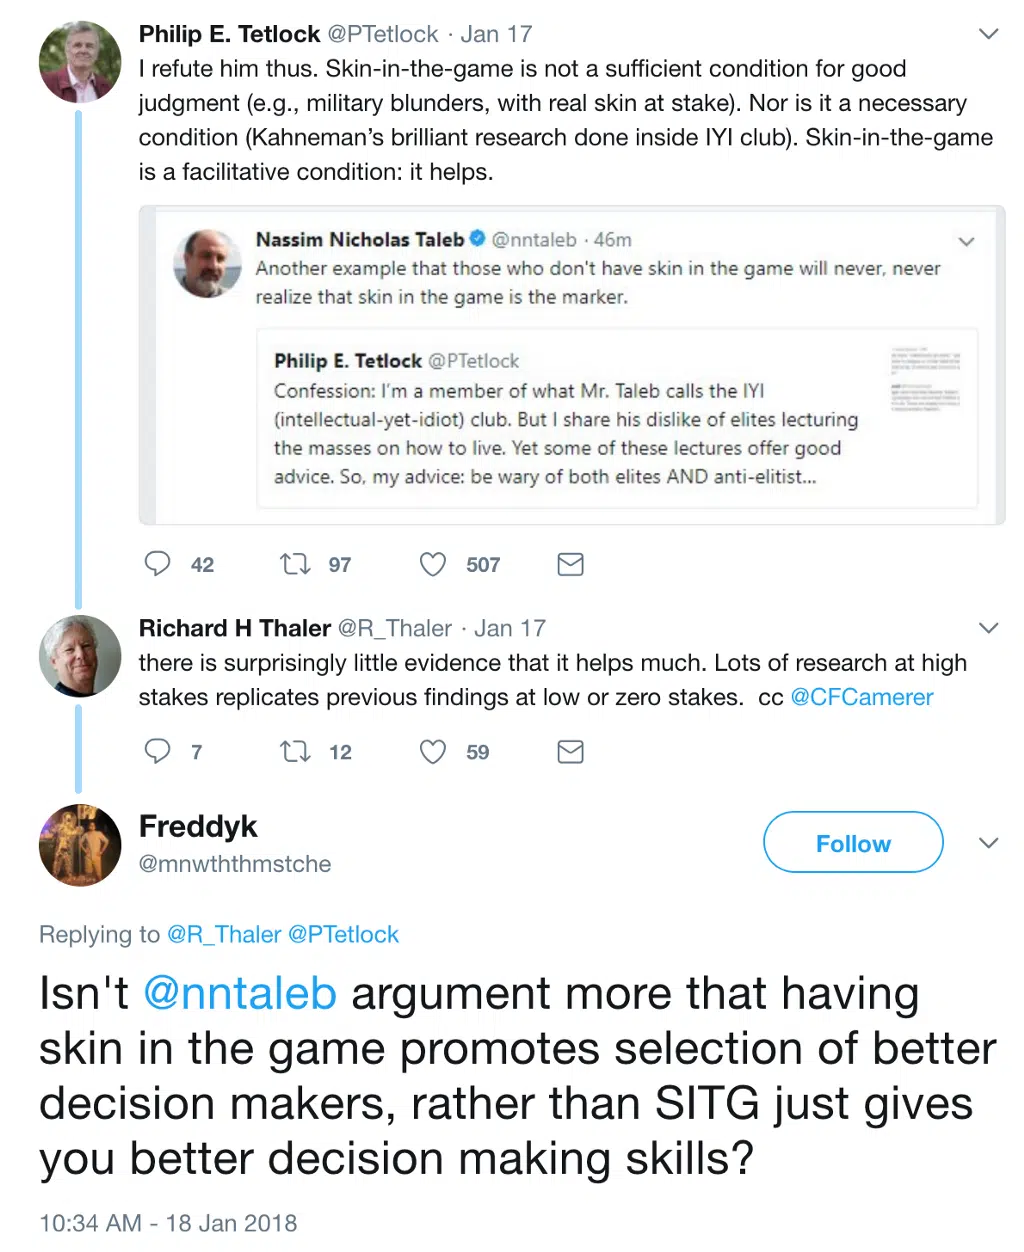 Philip E. Tetlock @PTetlock · Jan 17
I refute him thus. Skin-in-the-game is not a sufficient condition for good
judgment (e.g., military blunders, with real skin at stake). Nor is it a necessary
condition (Kahneman’s brilliant research done inside IYI club). Skin-in-the-game
is a facilitative condition: it helps.
Nassim Nicholas Taleb @nntaleb · 46m
Another example that those who don't have skin in the game will never, never
realize that skin in the game is the marker.
Philip E. Tetlock @PTetlock
Confession: I'm a member of what Mr. Taleb calls the IYI
(intellectual-yet-idiot) club. But I share his dislike of elites lecturing
the masses on how to live. Yet some of these lectures offer good
advice. So, my advice: be wary of both elites AND anti-elitist...
42 97 507
Richard H Thaler @R_Thaler · Jan 17
there is surprisingly little evidence that it helps much. Lots of research at high
stakes replicates previous findings at low or zero stakes. cc @CFCamerer
7 12 59
Freddyk
@mnwththmstche
Follow
Replying to @R_Thaler @PTetlock
Isn't @nntaleb argument more that having
skin in the game promotes selection of better
decision makers, rather than SITG just gives
you better decision making skills?
10:34 AM - 18 Jan 2018